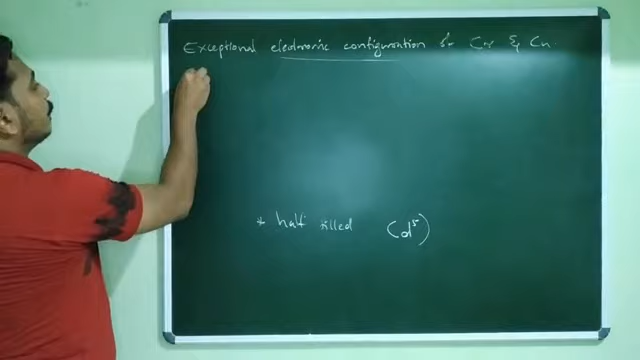 Exceptional electronic configuration for Cr & Cu.
* half filled (d⁵)